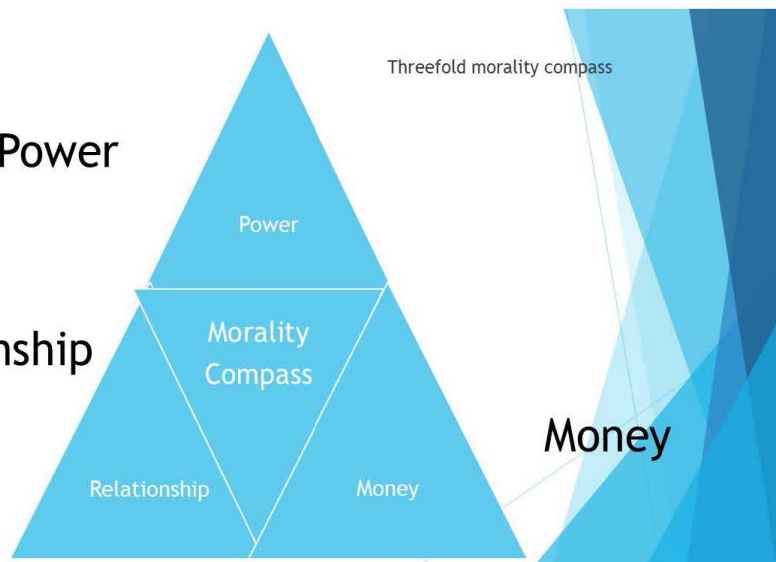 Threefold morality compass
Power
Power
Morality
Compass
nship
Money
Relationship
Money